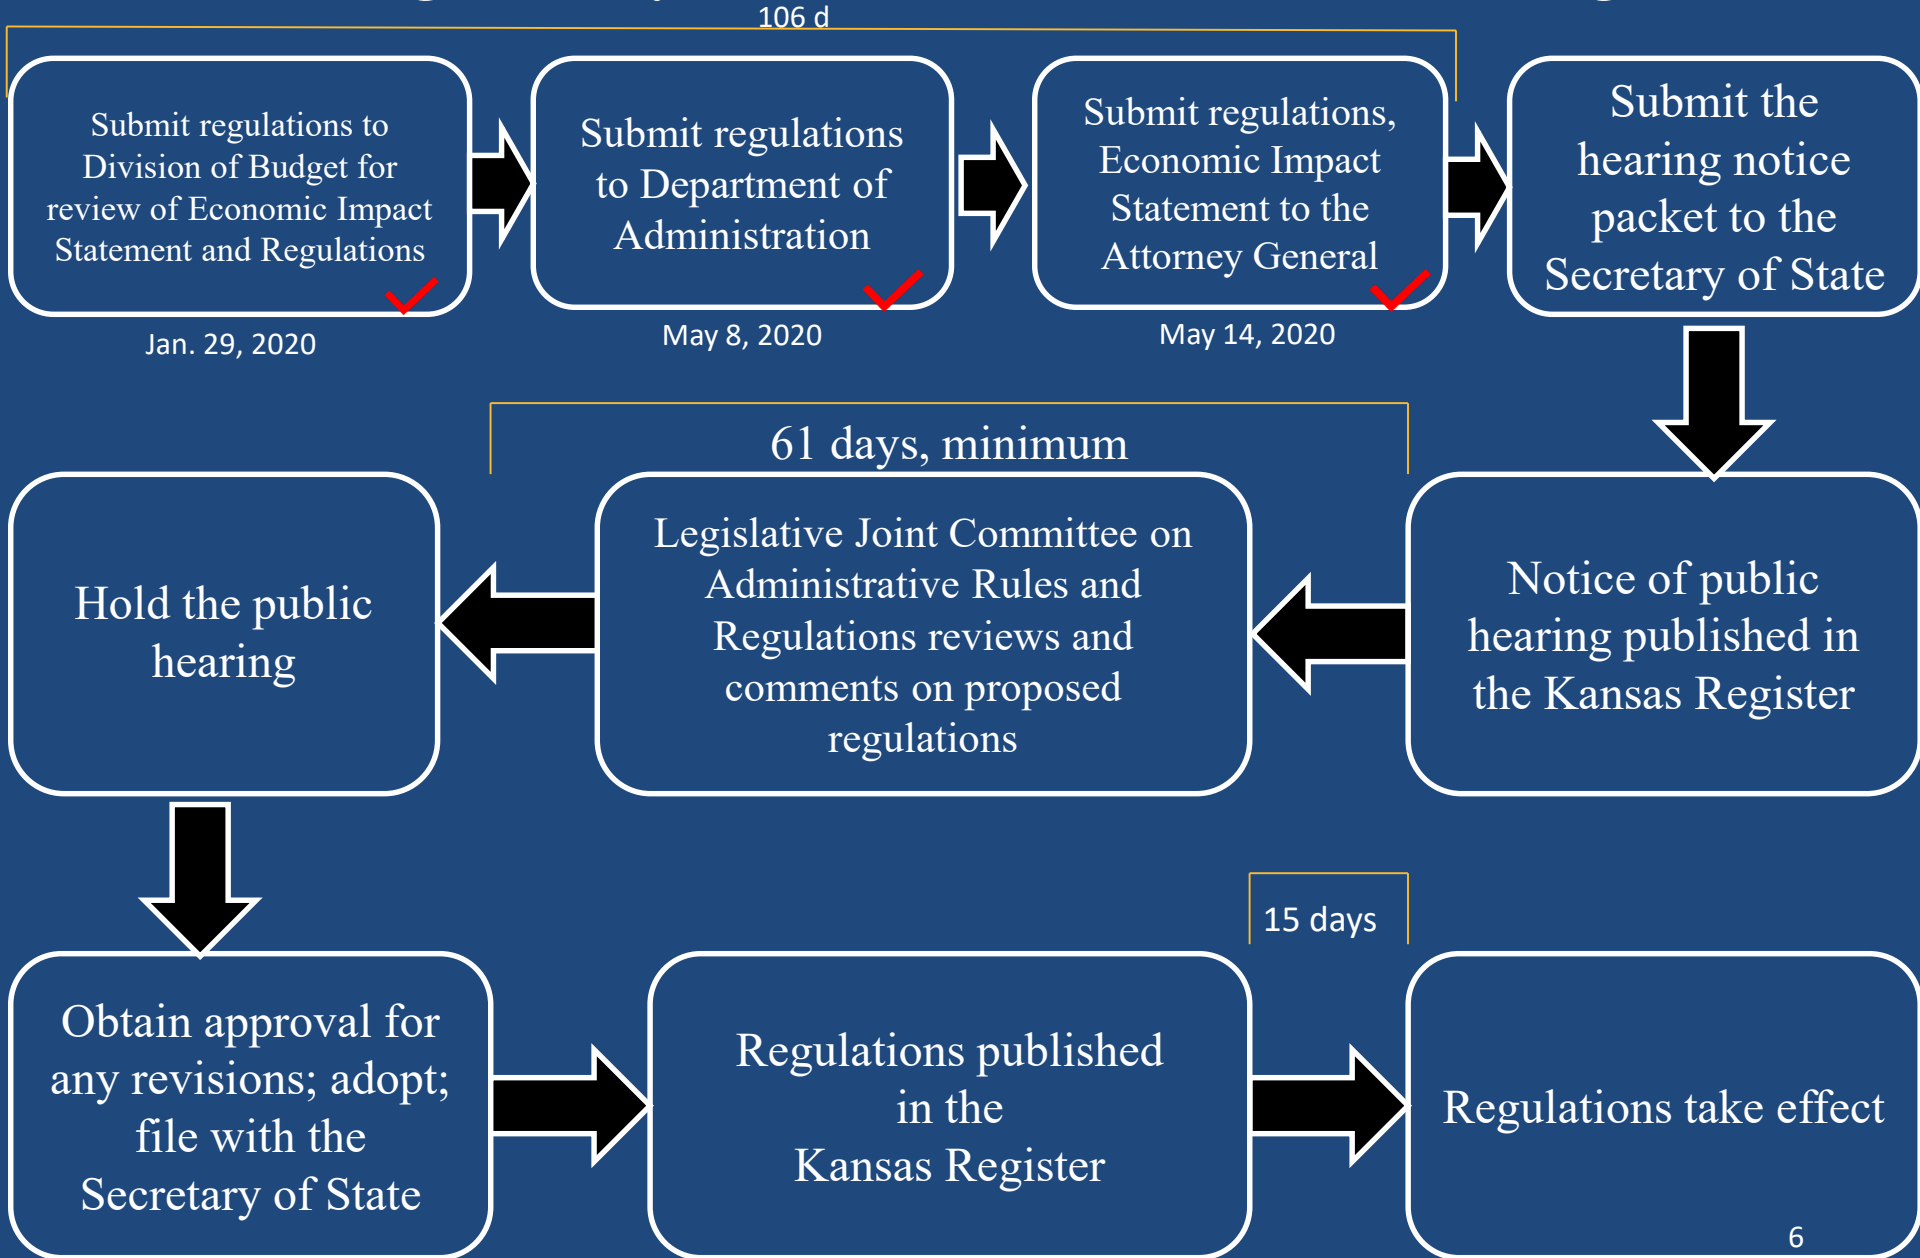 106 d
Submit regulations to
Division of Budget for
review of Economic Impact
Statement and Regulations
Jan. 29, 2020
Submit regulations
to Department of
Administration
May 8, 2020
Submit regulations,
Economic Impact
Statement to the
Attorney General
May 14, 2020
Submit the
hearing notice
packet to the
Secretary of State
Notice of public
hearing published in
the Kansas Register
61 days, minimum
Legislative Joint Committee on
Administrative Rules and
Regulations reviews and
comments on proposed
regulations
Hold the public
hearing
Obtain approval for
any revisions; adopt;
file with the
Secretary of State
Regulations published
in the
Kansas Register
15 days
Regulations take effect
6